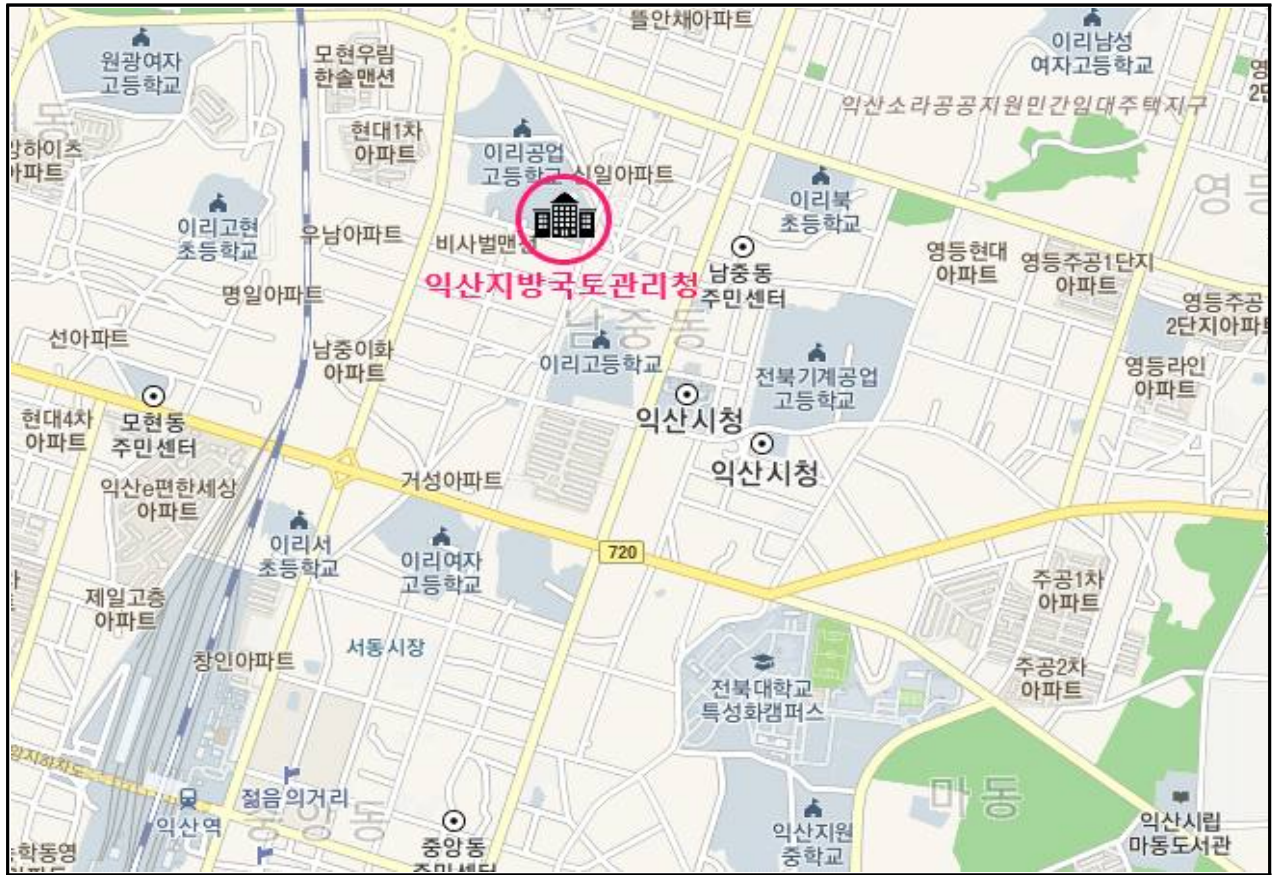 뜰안채아파트
원광여자
고등학교
모현우림
한솔맨션
이리남성
여자고등학교
익산소라공공지원민간임대주택지구
현대1차
아파트
이리공업
고등학교
신일아파트
이리북
초등학교
이리고현
초등학교
우남아파트
비사벌맨션
남중동
주민센터
영등현대
아파트
영등주공1단지
아파트
익산지방국토관리청
명일아파트
영등주공
2단지아파트
남중동
선아파트
남중이화
아파트
이리고등학교
전북기계공업
고등학교
영등라인
아파트
모현동
주민센터
현대4차
아파트
익산시청
익산시청
거성아파트
익산e편한세상
아파트
이리서
초등학교
이리여자
고등학교
720
주공1차
아파트
제일고층
아파트
서동시장
창인아파트
전북대학교
특성화캠퍼스
주공2차
아파트
젊음의거리
마동
익산역
중앙동
중앙동
주민센터
익산지원
중학교
익산시립
마동도서관